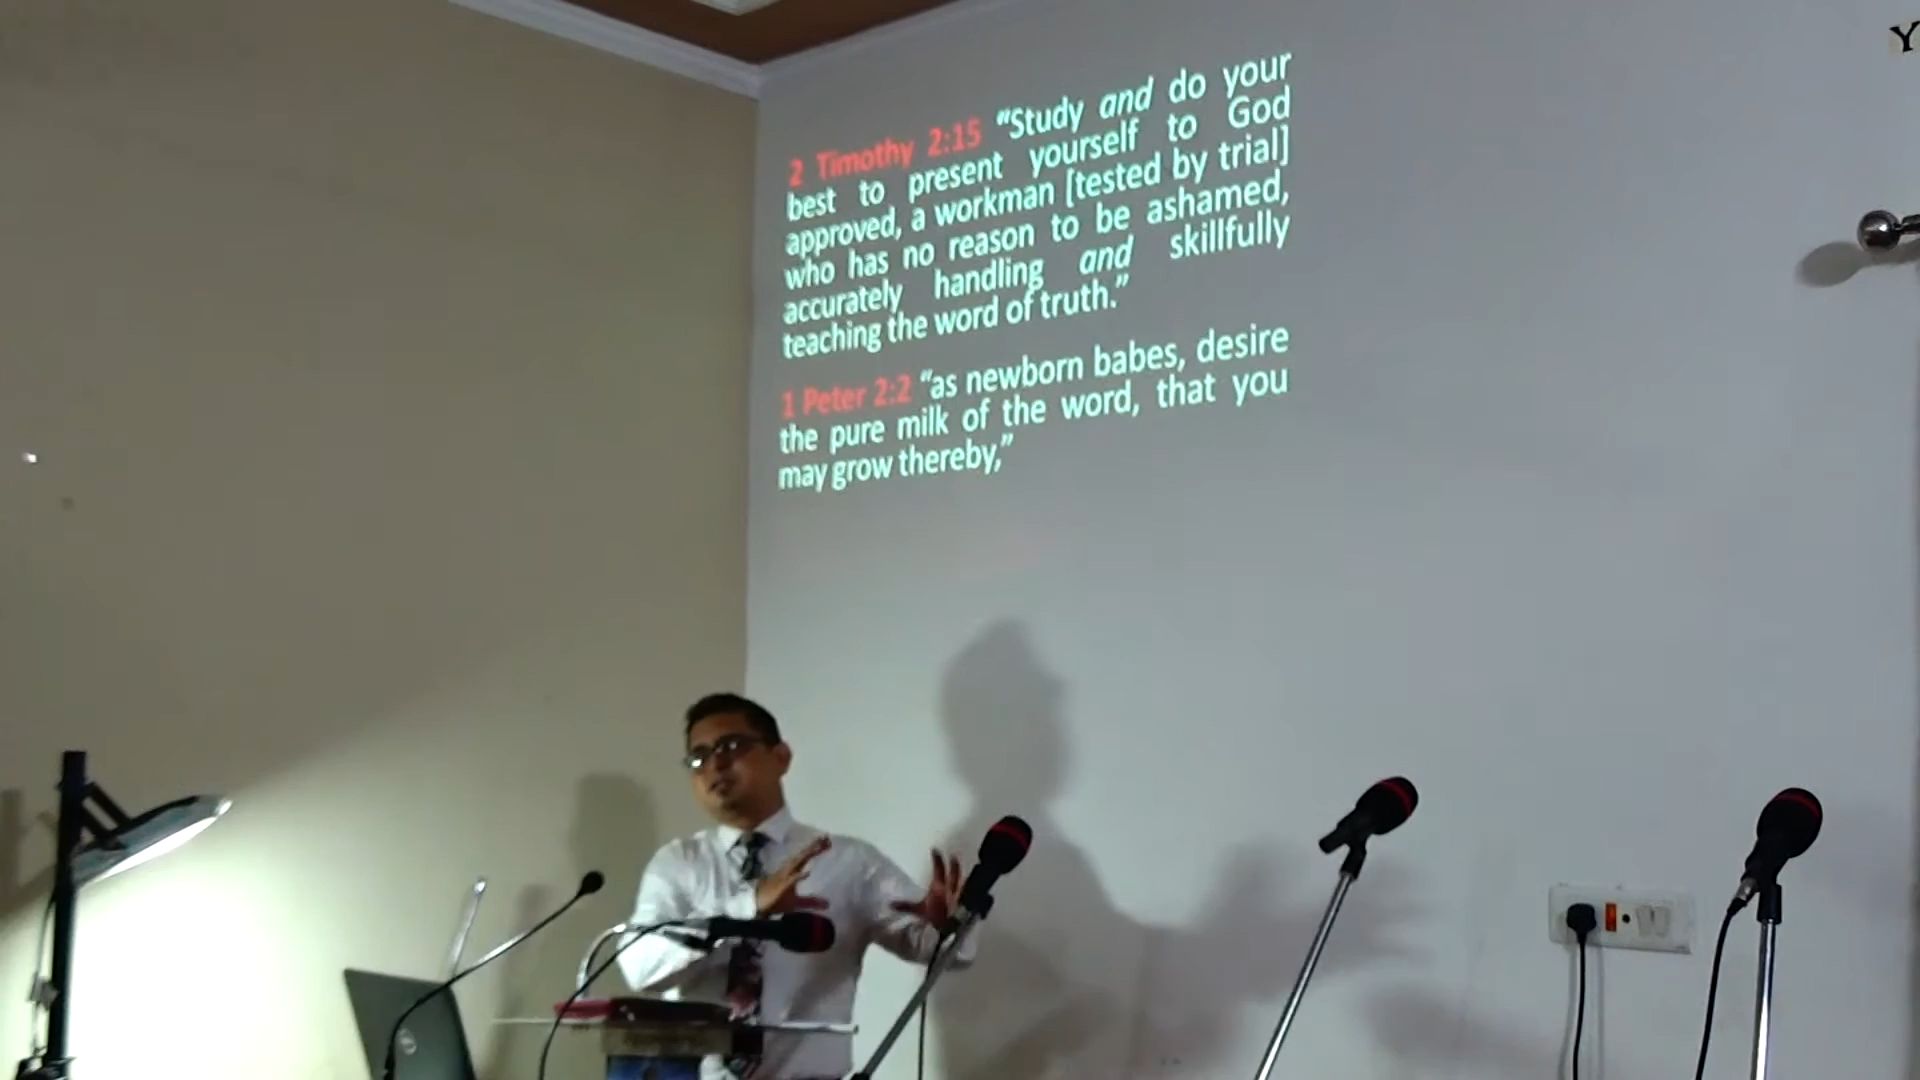 2 Timothy 2:15 “Study and do your
best to present yourself to God
approved, a workman [tested by trial]
who has no reason to be ashamed,
accurately handling and skillfully
teaching the word of truth.”
1 Peter 2:2 “as newborn babes, desire
the pure milk of the word, that you
may grow thereby,”
Y